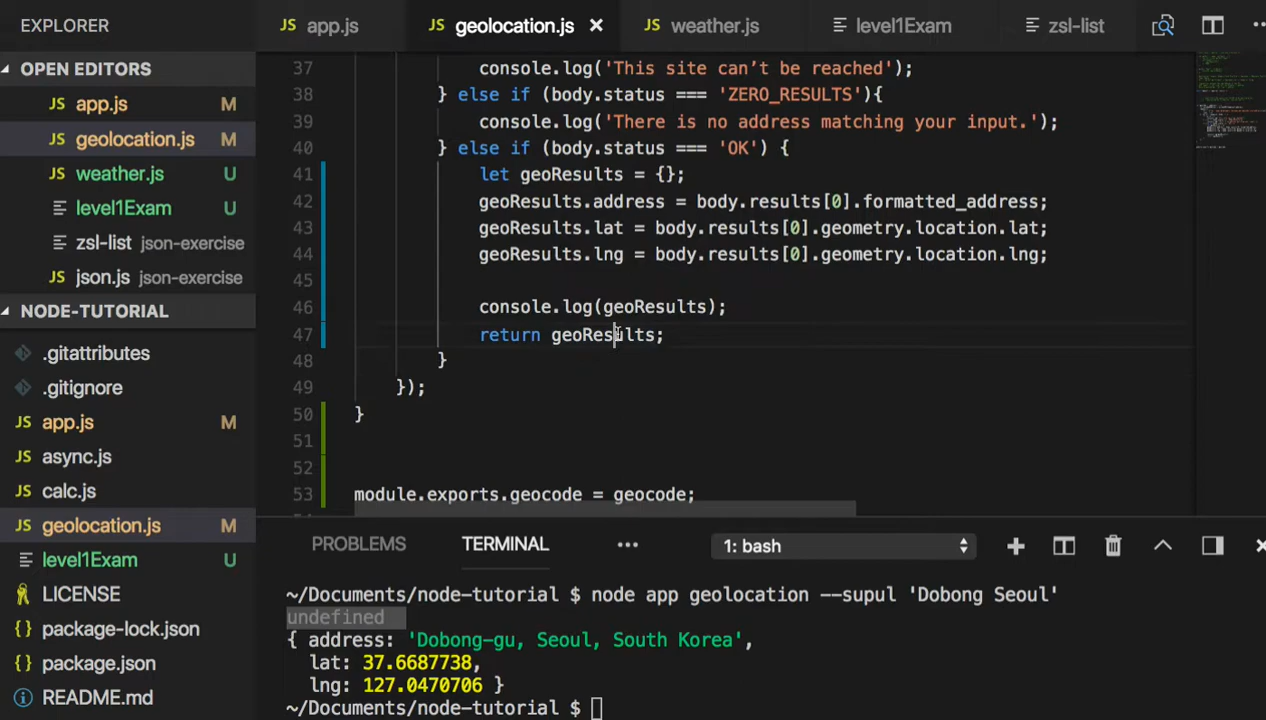 EXPLORER
JS app.js
JS geolocation.js
JS weather.js
level1Exam
zsl-list
OPEN EDITORS
JS app.js M
JS geolocation.js M
JS weather.js U
level1Exam U
zsl-list json-exercise
JS json.js json-exercise
NODE-TUTORIAL
.gitattributes
.gitignore
JS app.js M
JS async.js
JS calc.js
JS geolocation.js M
level1Exam U
LICENSE
{} package-lock.json
{} package.json
README.md
37 console.log('This site can’t be reached');
38 } else if (body.status === 'ZERO_RESULTS'){
39 console.log('There is no address matching your input.');
40 } else if (body.status === 'OK') {
41 let geoResults = {};
42 geoResults.address = body.results[0].formatted_address;
43 geoResults.lat = body.results[0].geometry.location.lat;
44 geoResults.lng = body.results[0].geometry.location.lng;
45
46 console.log(geoResults);
47 return geoResults;
48 }
49 });
50 }
51
52
53 module.exports.geocode = geocode;
PROBLEMS TERMINAL ••• 1: bash
~/Documents/node-tutorial $ node app geolocation --supul 'Dobong Seoul'
undefined
{ address: 'Dobong-gu, Seoul, South Korea',
lat: 37.6687738,
lng: 127.0470706 }
~/Documents/node-tutorial $